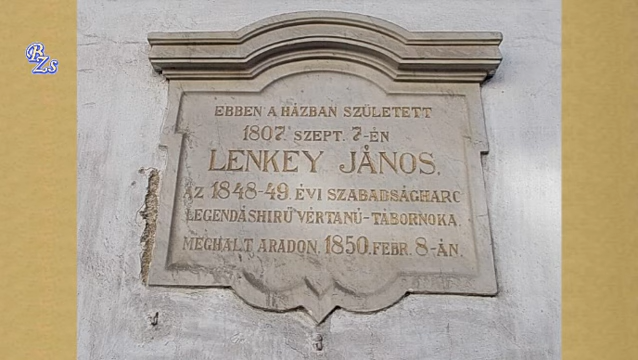 RZs
EBBEN A HÁZBAN SZÜLETETT
1807. SZEPT. 7-ÉN
LENKEY JÁNOS.
AZ 1848-49. ÉVI SZABADSÁGHARC
LEGENDÁSHIRŰ VÉRTANÚ-TÁBORNOKA.
MEGHALT ARADON, 1850. FEBR. 8-ÁN.